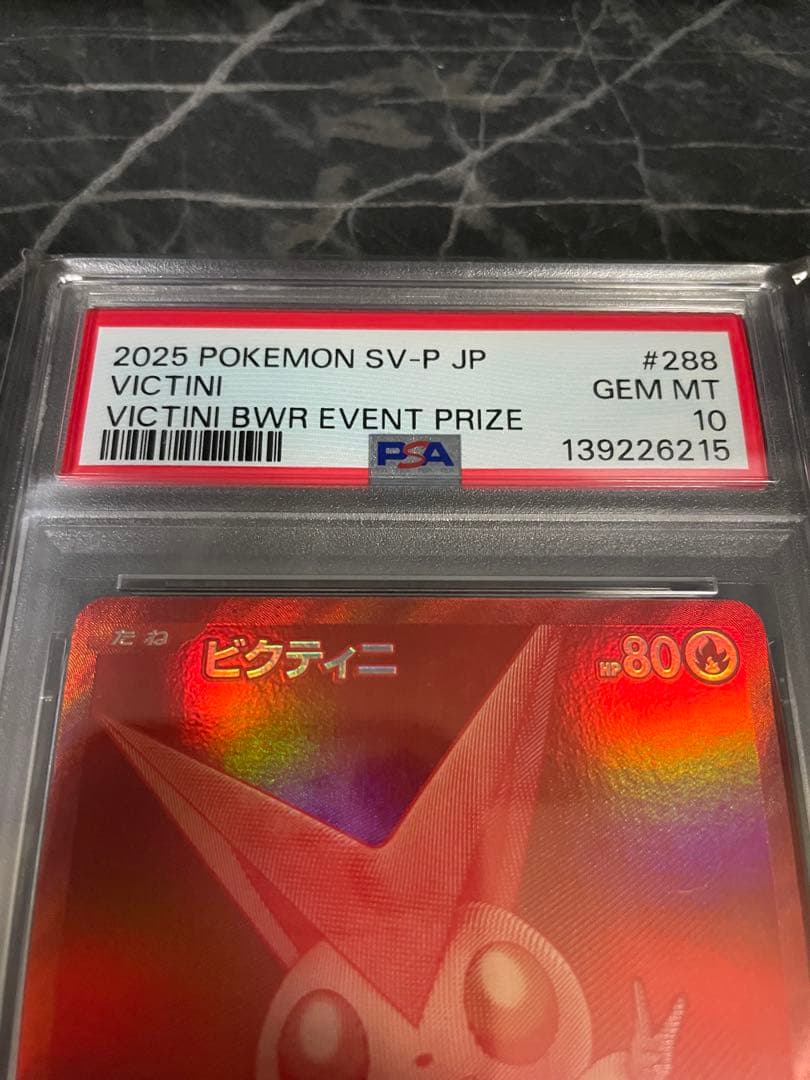 2025 POKEMON SV-P JP #288
VICTINI GEM MT
VICTINI BWR EVENT PRIZE 10
PSA 139226215
たね ビクティニ HP80